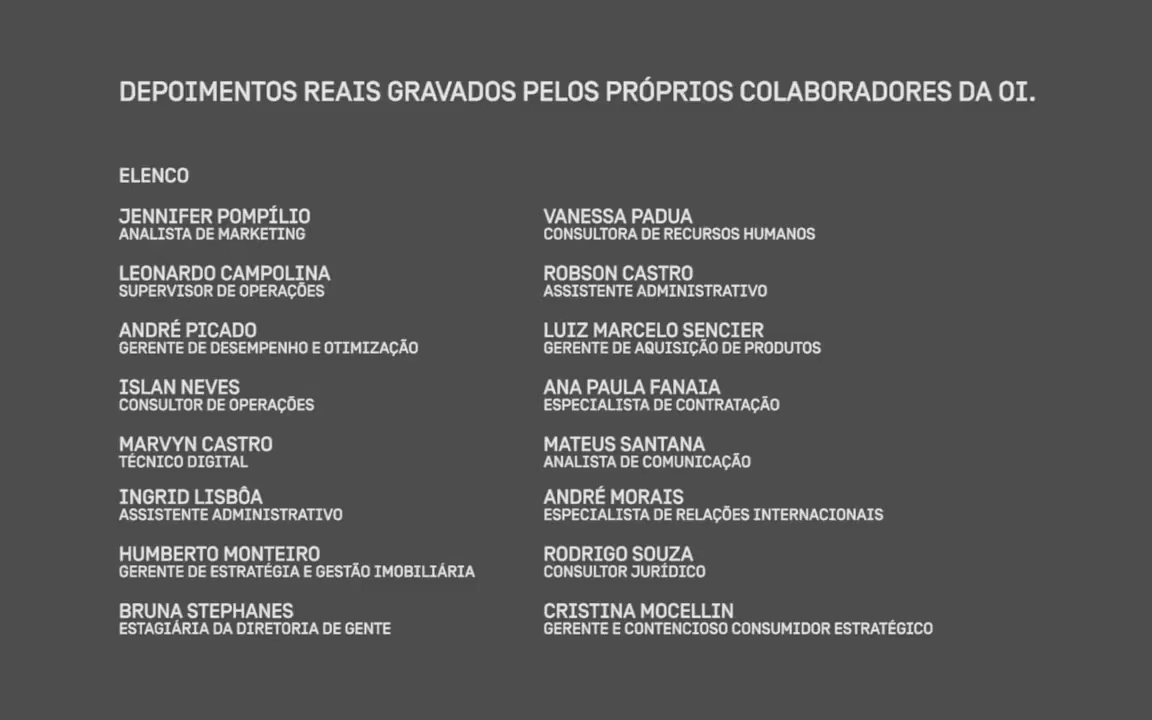 DEPOIMENTOS REAIS GRAVADOS PELOS PRÓPRIOS COLABORADORES DA OI.
ELENCO
JENNIFER POMPÍLIO
ANALISTA DE MARKETING
LEONARDO CAMPOLINA
SUPERVISOR DE OPERAÇÕES
ANDRÉ PICADO
GERENTE DE DESEMPENHO E OTIMIZAÇÃO
ISLAN NEVES
CONSULTOR DE OPERAÇÕES
MARVYN CASTRO
TÉCNICO DIGITAL
INGRID LISBÔA
ASSISTENTE ADMINISTRATIVO
HUMBERTO MONTEIRO
GERENTE DE ESTRATÉGIA E GESTÃO IMOBILIÁRIA
BRUNA STEPHANES
ESTAGIÁRIA DA DIRETORIA DE GENTE
VANESSA PADUA
CONSULTORA DE RECURSOS HUMANOS
ROBSON CASTRO
ASSISTENTE ADMINISTRATIVO
LUIZ MARCELO SENCIER
GERENTE DE AQUISIÇÃO DE PRODUTOS
ANA PAULA FANAIA
ESPECIALISTA DE CONTRATAÇÃO
MATEUS SANTANA
ANALISTA DE COMUNICAÇÃO
ANDRÉ MORAIS
ESPECIALISTA DE RELAÇÕES INTERNACIONAIS
RODRIGO SOUZA
CONSULTOR JURÍDICO
CRISTINA MOCELLIN
GERENTE E CONTENCIOSO CONSUMIDOR ESTRATÉGICO